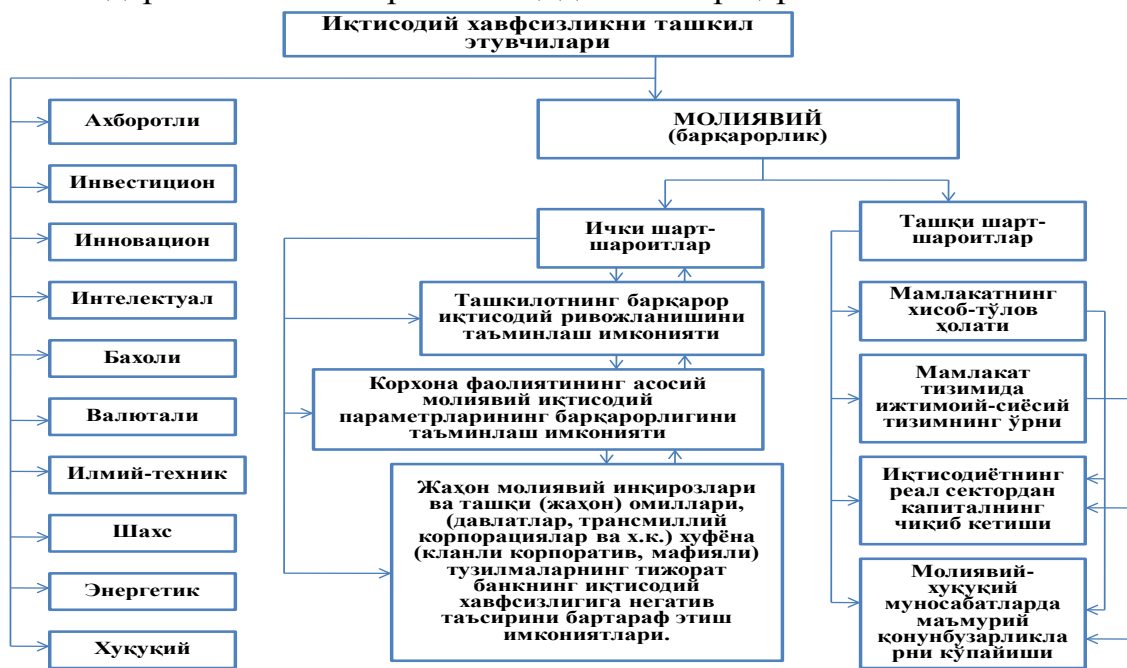 Иқтисодий хавфсизликни ташкил
этувчилари
Ахборотли
Инвестицион
Инновацион
Интелектуал
Бахоли
Валютали
Илмий-техник
Шахс
Энергетик
Хуқуқий
МОЛИЯВИЙ
(барқарорлик)
Ички шарт-
шароитлар
Ташкилотнинг барқарор
иқтисодий ривожланишини
таъминлаш имконияти
Корхона фаолиятининг асосий
молиявий иқтисодий
параметрларининг барқарорлигини
таъминлаш имконияти
Жаҳон молиявий инқирозлари
ва ташқи (жаҳон) омиллари,
(давлатлар, трансмиллий
корпорациялар ва х.к.) хуфёна
(кланли корпоратив, мафияли)
тузилмаларнинг тижорат
банкнинг иқтисодий
хавфсизлигига негатив
таъсирини бартараф этиш
имкониятлари.
Ташқи шарт-
шароитлар
Мамлакатнинг
хисоб-тўлов
ҳолати
Мамлакат
тизимида
ижтимоий-сиёсий
тизимнинг ўрни
Иқтисодиётнинг
реал сектордан
капиталнинг
чиқиб кетиши
Молиявий-
хуқуқий
муносабатларда
маъмурий
қонунбузарликла
рни кўпайиши